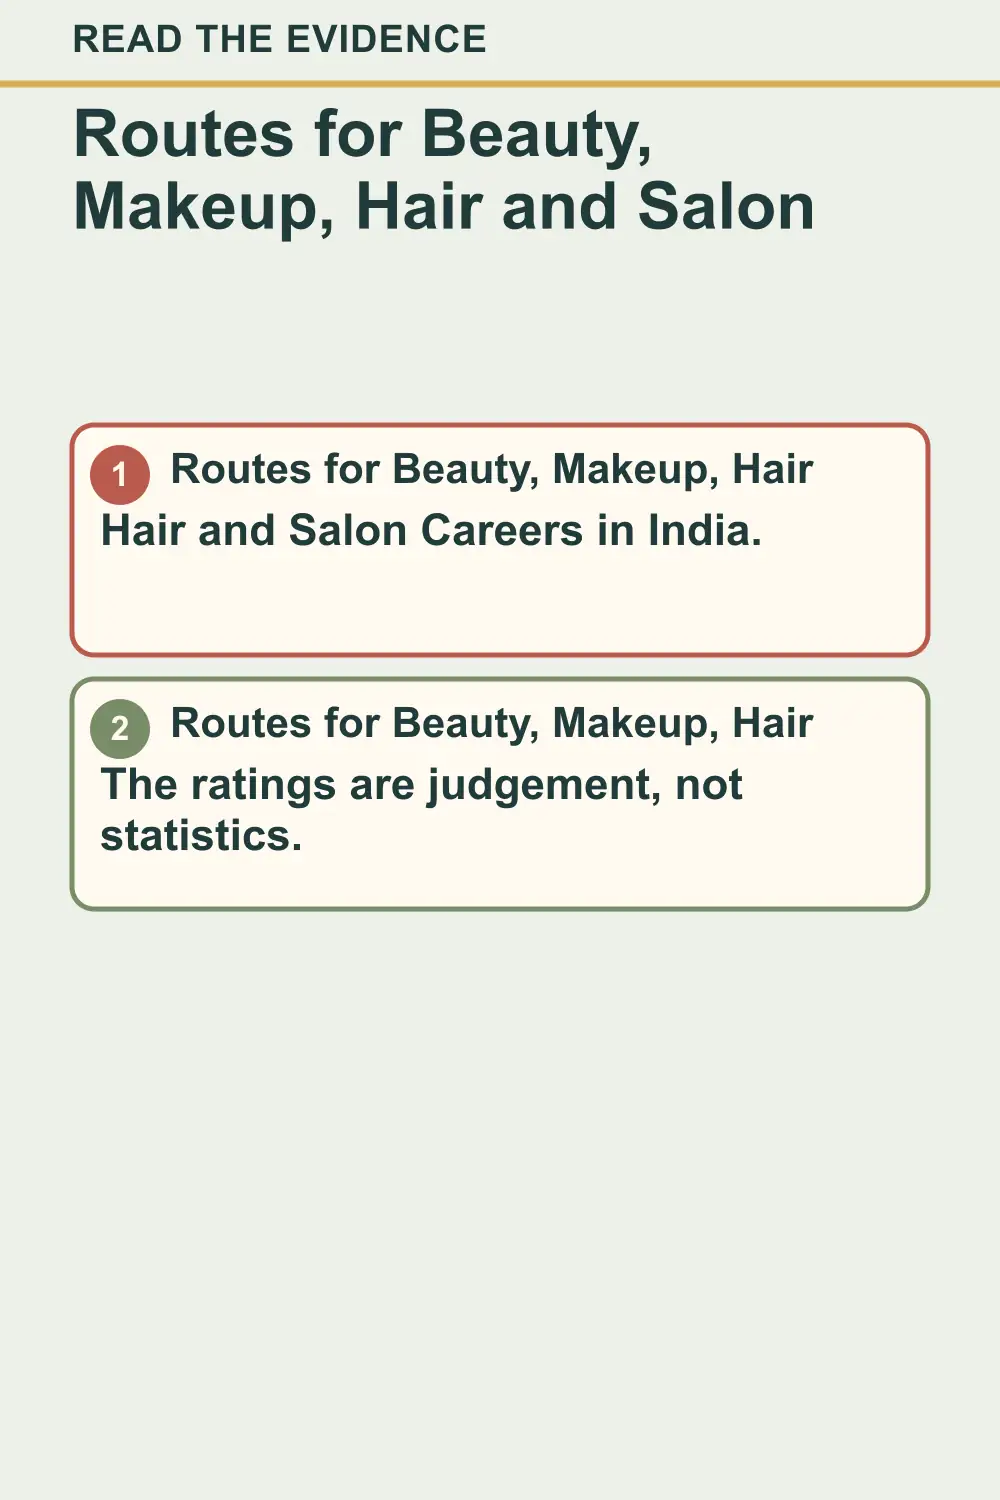 READ THE EVIDENCE
Routes for Beauty,
Makeup, Hair and Salon
1
Routes for Beauty, Makeup, Hair
Hair and Salon Careers in India.
2
Routes for Beauty, Makeup, Hair
The ratings are judgement, not
statistics.